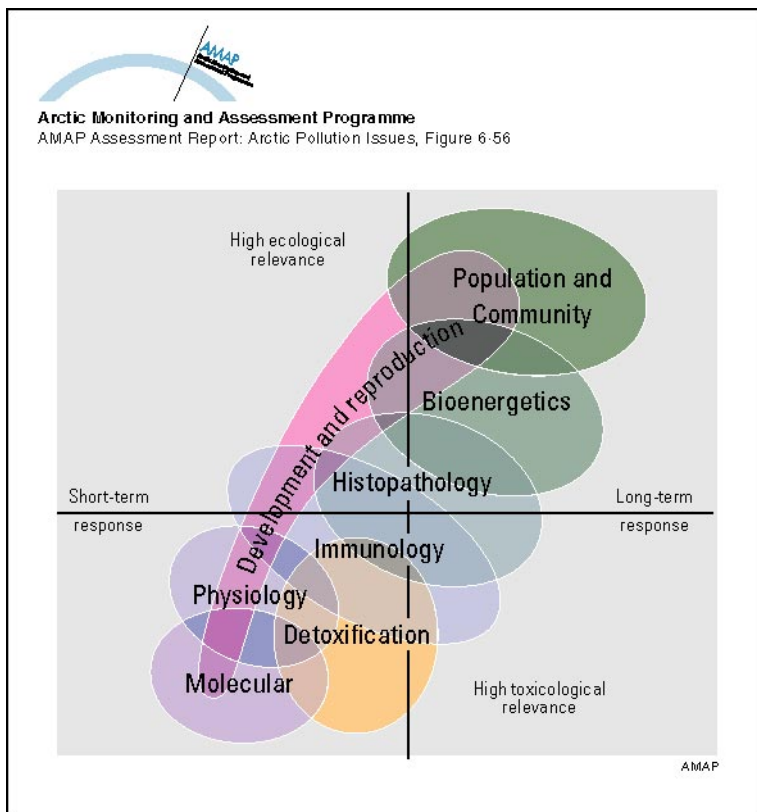 AMAP
Arctic Monitoring and Assessment Programme
AMAP Assessment Report: Arctic Pollution Issues, Figure 6·56
High ecological
relevance
Population and
Community
Development and reproduction
Bioenergetics
Histopathology
Short-term
response
Long-term
response
Immunology
Physiology
Detoxification
Molecular
High toxicological
relevance
AMAP